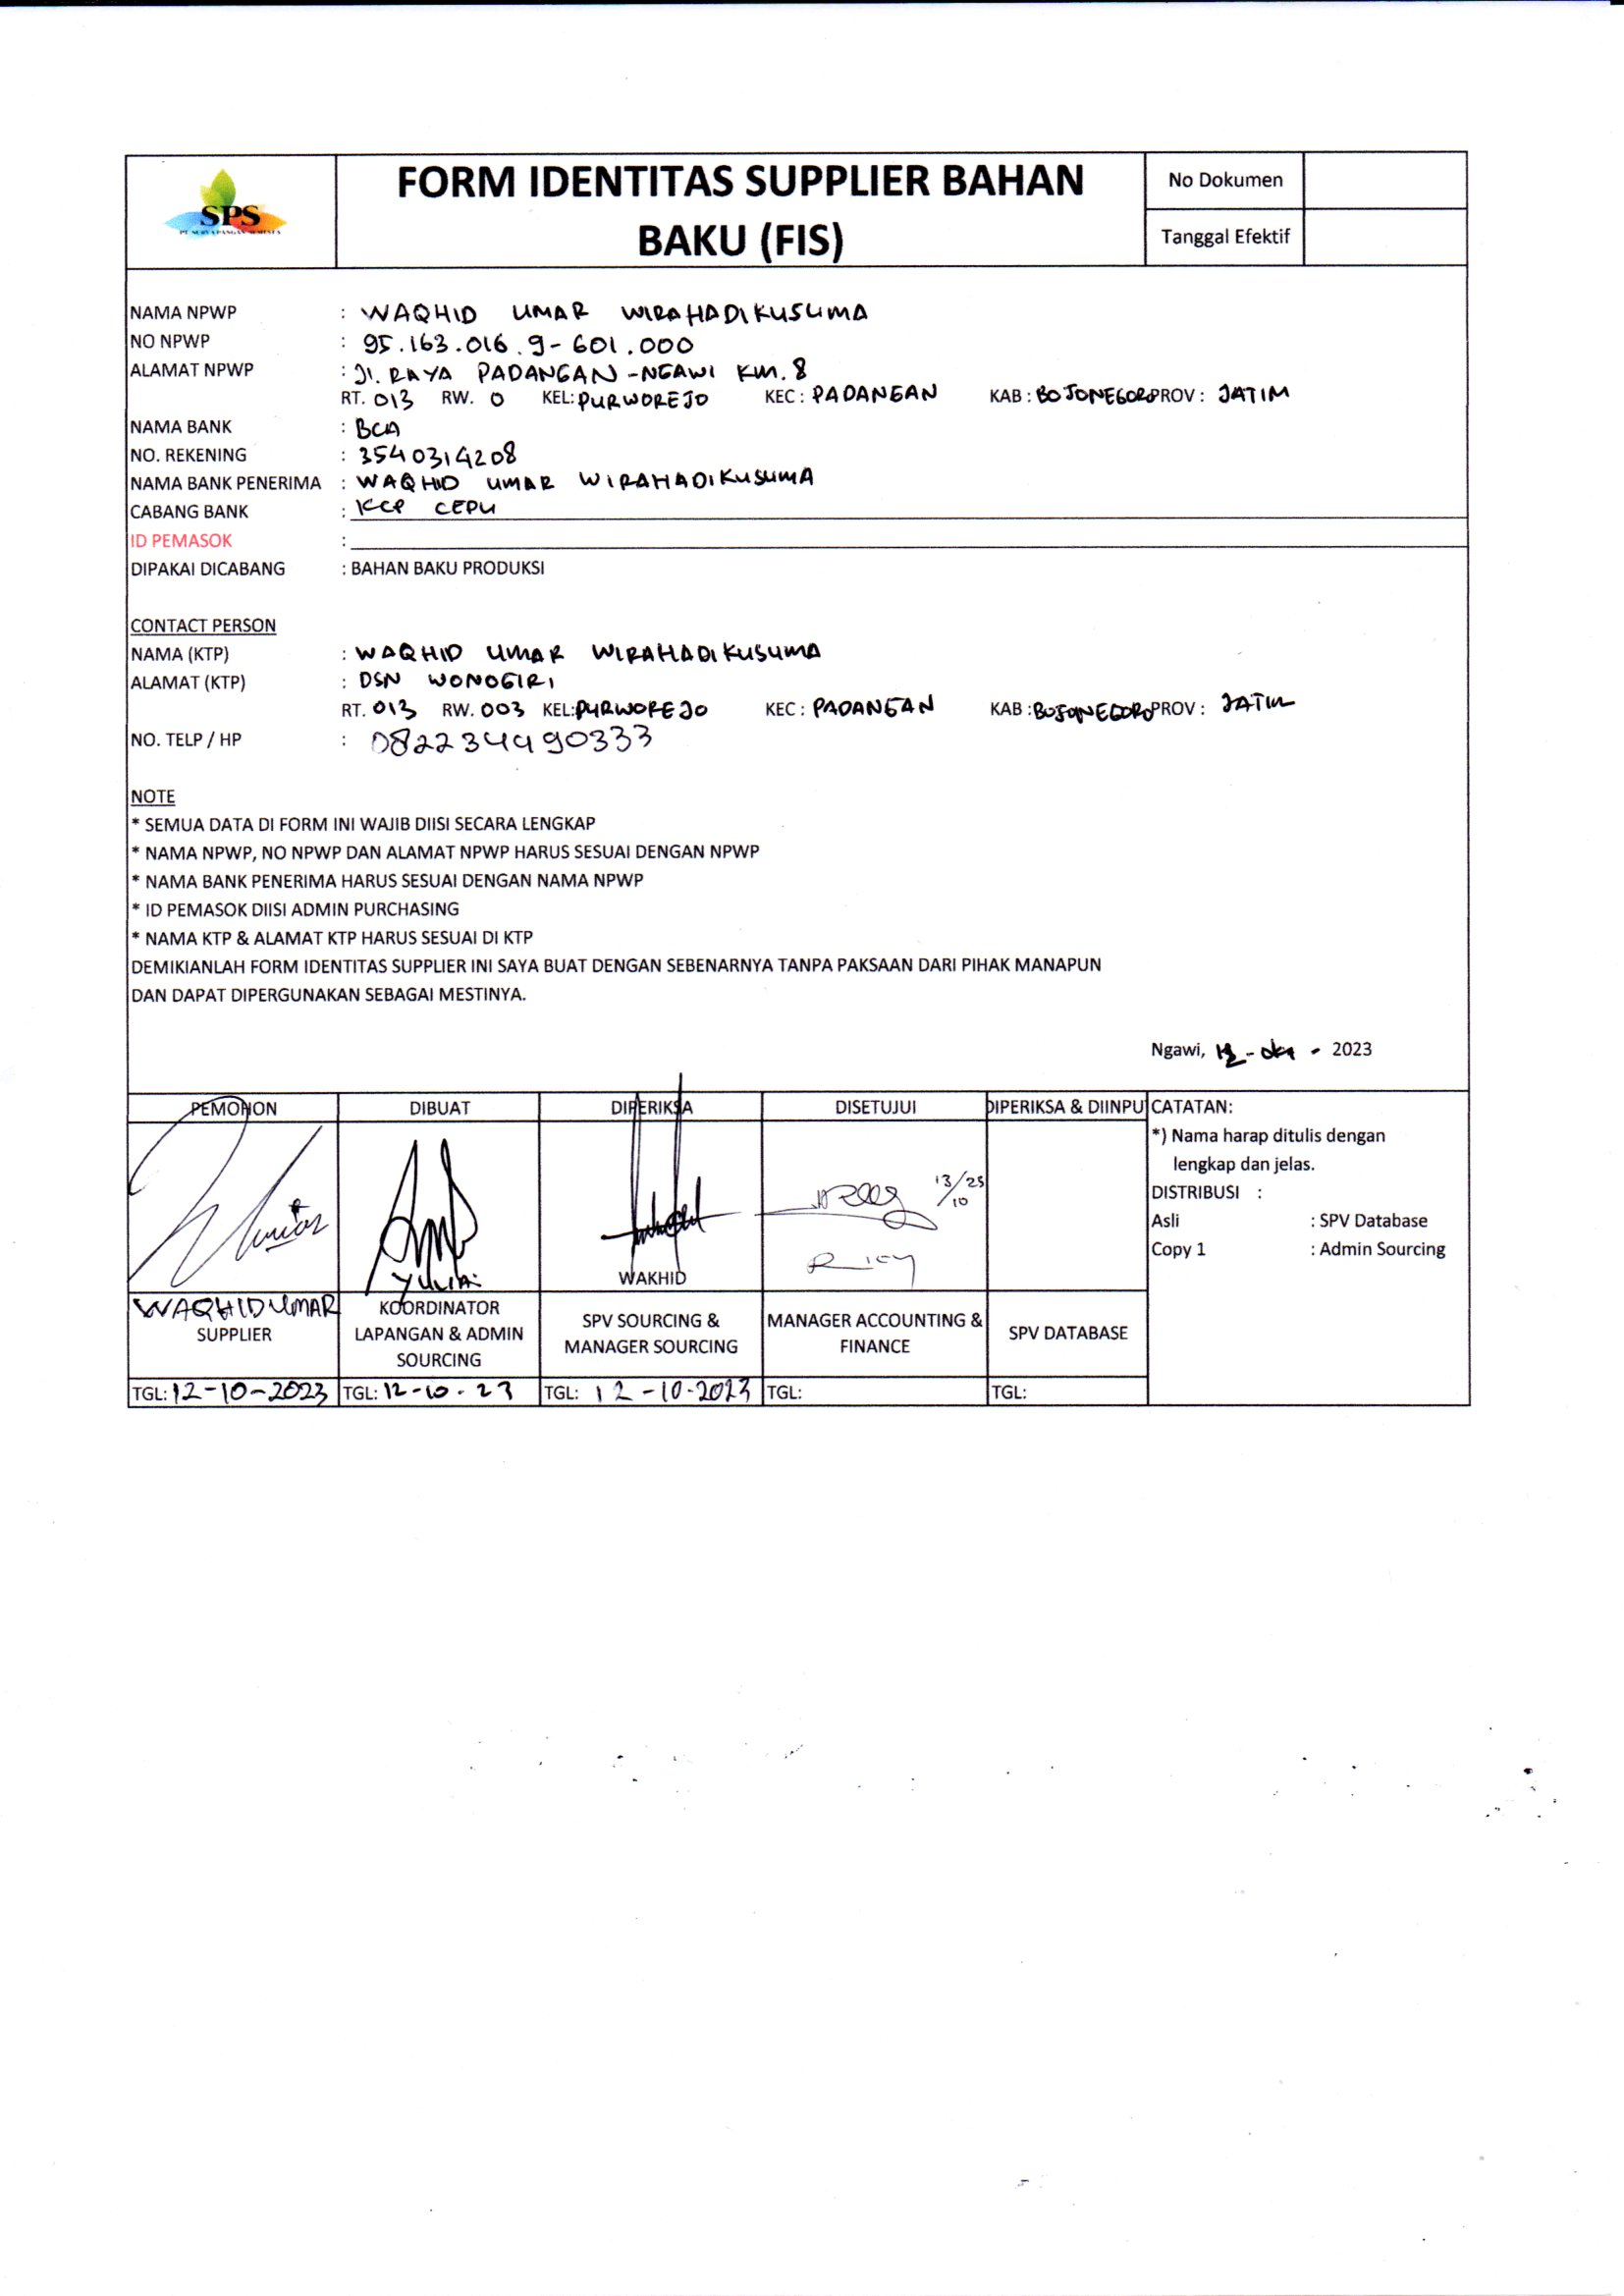 SPS
PT. SURYA PANGAN SEMESTA
FORM IDENTITAS SUPPLIER BAHAN
BAKU (FIS)
No Dokumen
Tanggal Efektif
NAMA NPWP : WAQHID UMAR WIRAHADIKUSUMA
NO NPWP : 95.163.016.9-601.000
ALAMAT NPWP : Jl. RAYA PADANGAN-NGAWI KM.8
RT. 013 RW. 0 KEL: PURWOREJO KEC : PADANGAN KAB : BOJONEGORO PROV : JATIM
NAMA BANK : BCA
NO. REKENING : 3540314208
NAMA BANK PENERIMA : WAQHID UMAR WIRAHADIKUSUMA
CABANG BANK : KCP CEPU
ID PEMASOK :
DIPAKAI DICABANG : BAHAN BAKU PRODUKSI
CONTACT PERSON
NAMA (KTP) : WAQHID UMAR WIRAHADIKUSUMA
ALAMAT (KTP) : DSN WONOGIRI
RT. 013 RW. 003 KEL: PURWOREJO KEC : PADANGAN KAB : BOJONEGORO PROV : JATIM
NO. TELP / HP : 082234490333
NOTE
* SEMUA DATA DI FORM INI WAJIB DIISI SECARA LENGKAP
* NAMA NPWP, NO NPWP DAN ALAMAT NPWP HARUS SESUAI DENGAN NPWP
* NAMA BANK PENERIMA HARUS SESUAI DENGAN NAMA NPWP
* ID PEMASOK DIISI ADMIN PURCHASING
* NAMA KTP & ALAMAT KTP HARUS SESUAI DI KTP
DEMIKIANLAH FORM IDENTITAS SUPPLIER INI SAYA BUAT DENGAN SEBENARNYA TANPA PAKSAAN DARI PIHAK MANAPUN
DAN DAPAT DIPERGUNAKAN SEBAGAI MESTINYA.
Ngawi, 12 - Okt - 2023
PEMOHON DIBUAT DIPERIKSA DISETUJUI DIPERIKSA & DIINPU CATATAN:
*) Nama harap ditulis dengan
lengkap dan jelas.
DISTRIBUSI :
Asli : SPV Database
Copy 1 : Admin Sourcing
13/10 23
YULIA WAKHID Ricky
WAQHID UMAR
SUPPLIER
KOORDINATOR
LAPANGAN & ADMIN
SOURCING
SPV SOURCING &
MANAGER SOURCING
MANAGER ACCOUNTING &
FINANCE
SPV DATABASE
TGL: 12-10-2023 TGL: 12-10-23 TGL: 12-10-2023 TGL: TGL: